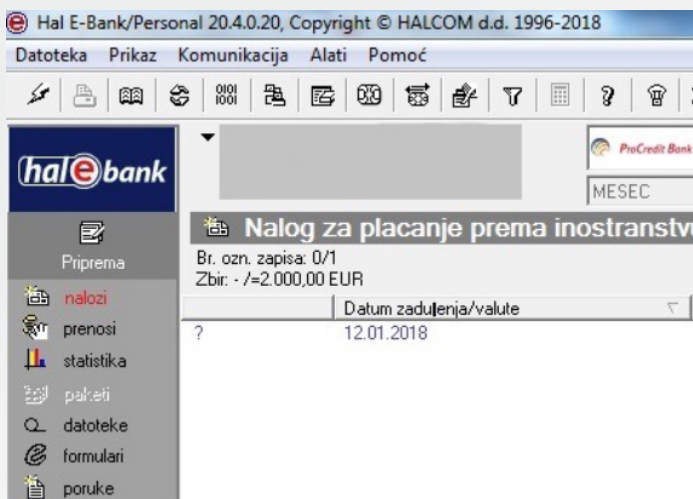 Hal E-Bank/Personal 20.4.0.20, Copyright © HALCOM d.d. 1996-2018
Datoteka Prikaz Komunikacija Alati Pomoć
hal e bank
ProCredit Bank
MESEC
Priprema
Nalog za placanje prema inostranstvu
Br. ozn. zapisa: 0/1
Zbir: - /=2.000,00 EUR
Datum zaduļenja/valute
? 12.01.2018
nalozi
prenosi
statistika
paketi
datoteke
formulari
poruke